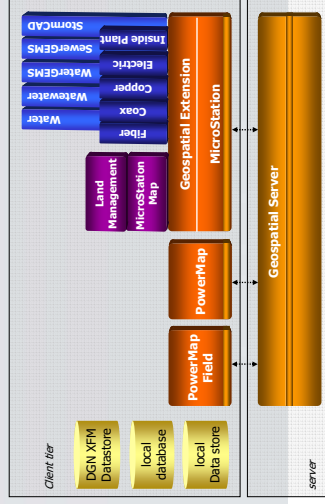 Client tier
DGN XFM
Datastore
local
database
local
Data store
PowerMap
Field
PowerMap
Land
Management
MicroStation
Map
Water
Watewater
WaterGEMS
SewerGEMS
StormCAD
Fiber
Coax
Copper
Electric
Inside Plant
Geospatial Extension
MicroStation
Geospatial Server
server